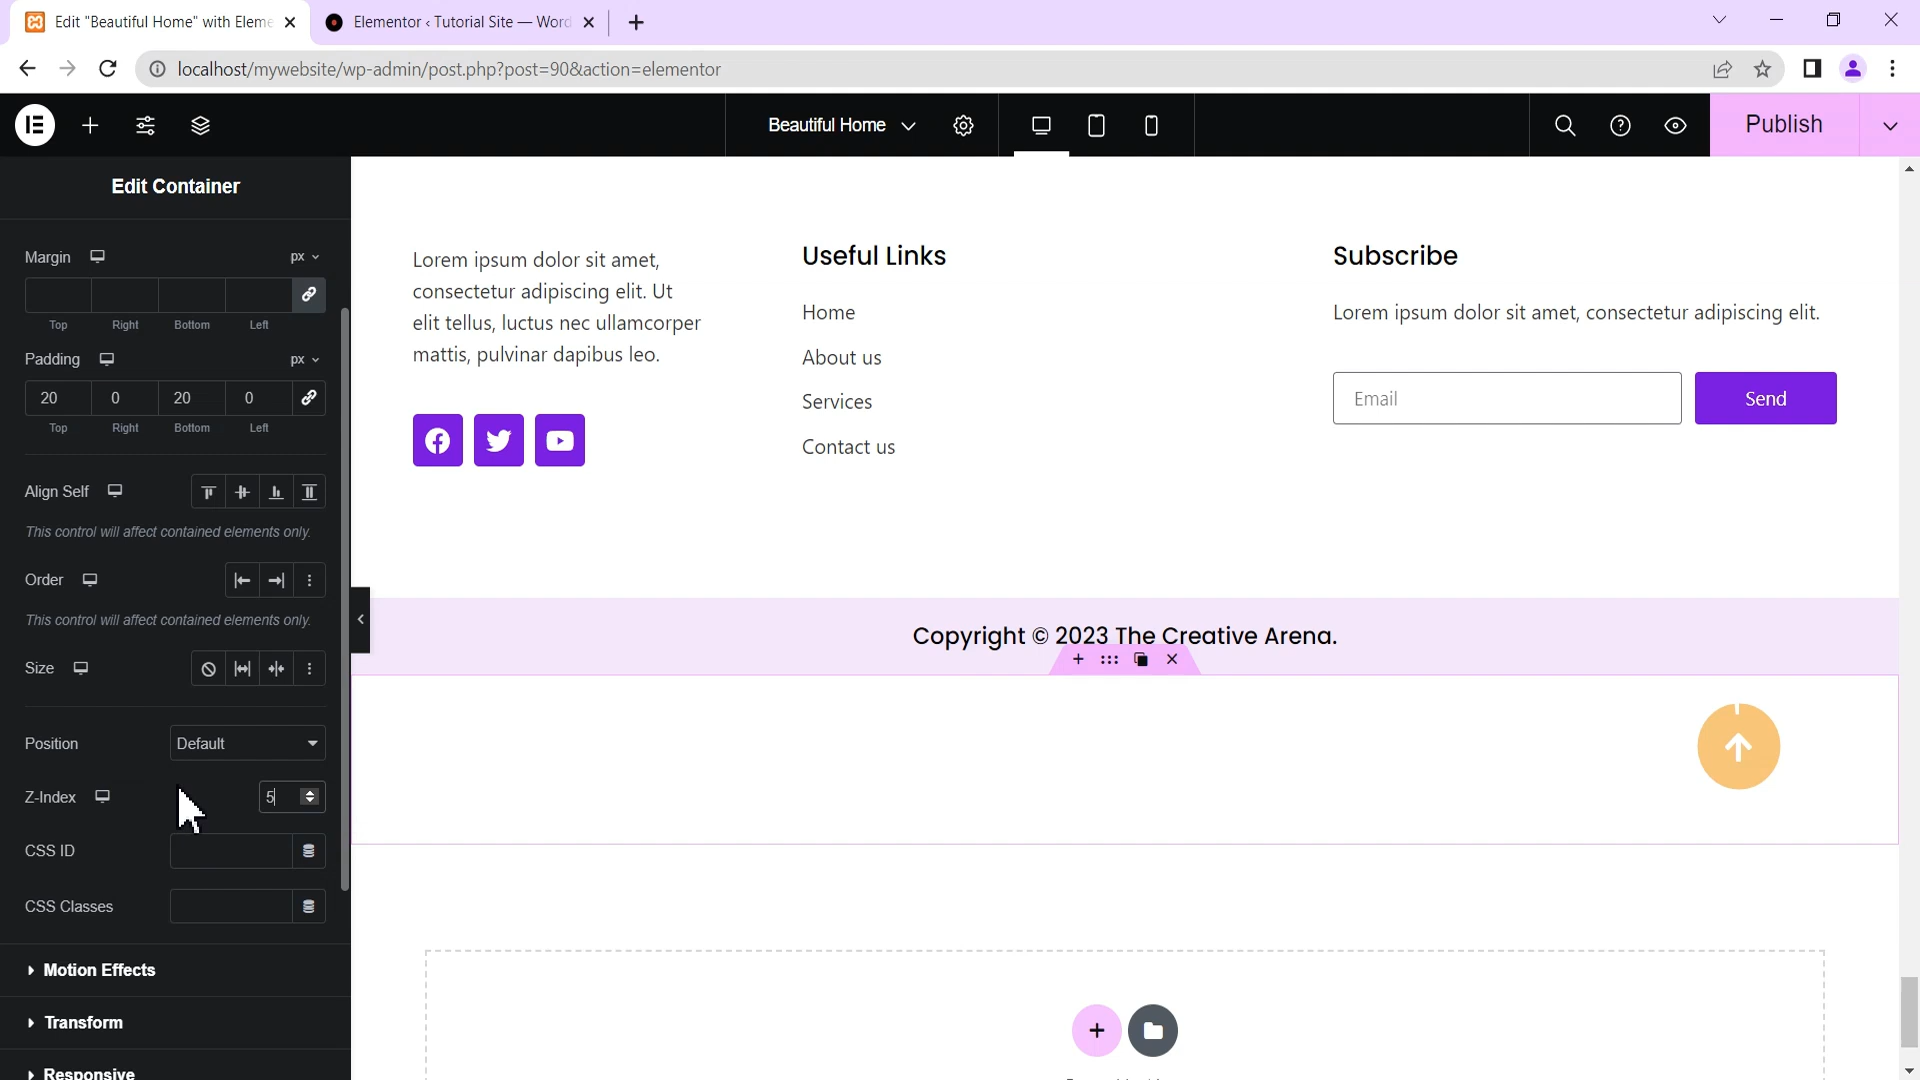 Edit "Beautiful Home" with Eleme
Elementor ‹ Tutorial Site — Word
localhost/mywebsite/wp-admin/post.php?post=90&action=elementor
Beautiful Home
Publish
Edit Container
Margin
px
Top Right Bottom Left
Padding
px
20 0 20 0
Top Right Bottom Left
Align Self
This control will affect contained elements only.
Order
This control will affect contained elements only.
Size
Position Default
Z-Index 5
CSS ID
CSS Classes
Motion Effects
Transform
Responsive
Lorem ipsum dolor sit amet,
consectetur adipiscing elit. Ut
elit tellus, luctus nec ullamcorper
mattis, pulvinar dapibus leo.
Useful Links
Home
About us
Services
Contact us
Subscribe
Lorem ipsum dolor sit amet, consectetur adipiscing elit.
Email Send
Copyright © 2023 The Creative Arena.